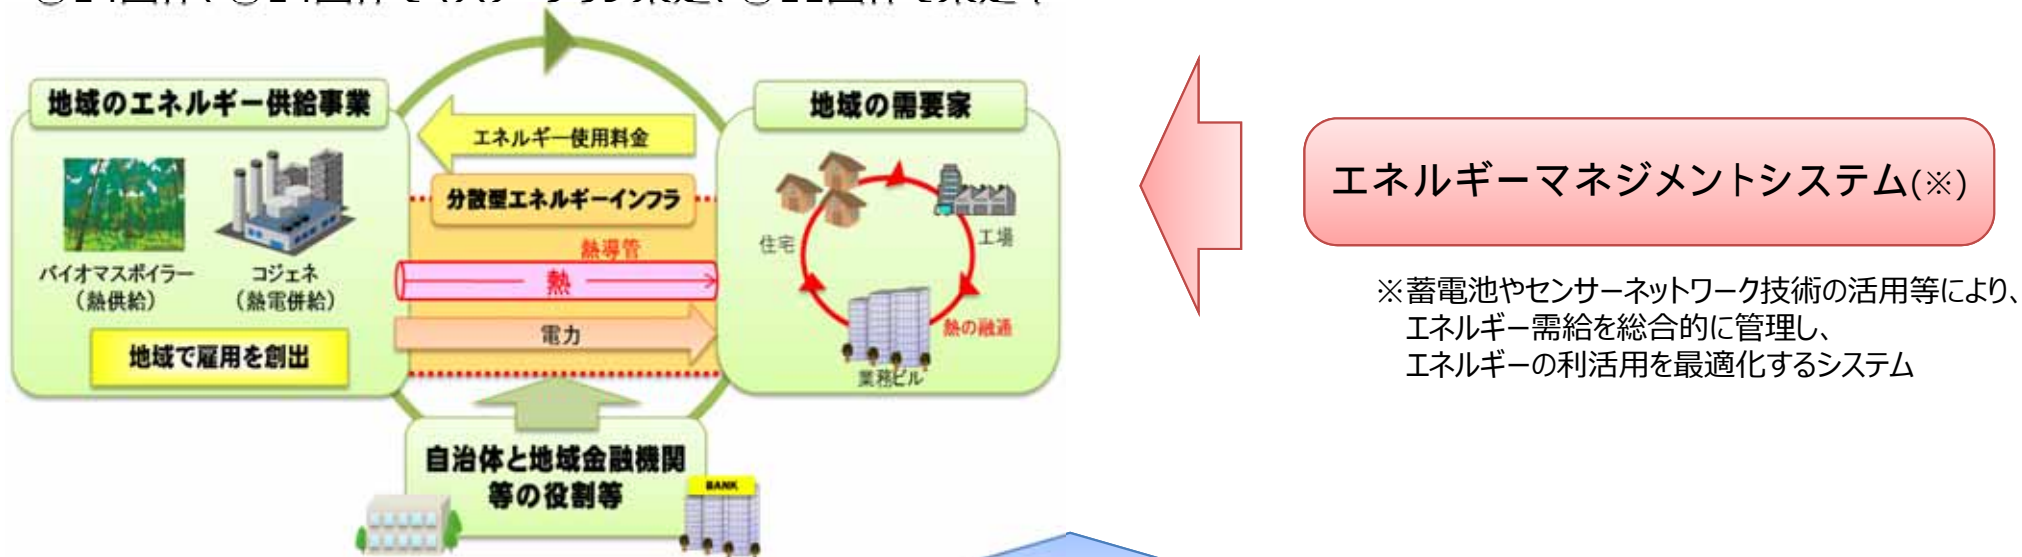 地域のエネルギー供給事業
バイオマスボイラー
（熱供給）
コジェネ
（熱電併給）
地域で雇用を創出
エネルギー使用料金
分散型エネルギーインフラ
熱導管
熱
電力
地域の需要家
住宅
工場
熱の融通
業務ビル
自治体と地域金融機関
等の役割等
BANK
エネルギーマネジメントシステム(※)
※蓄電池やセンサーネットワーク技術の活用等により、
エネルギー需給を総合的に管理し、
エネルギーの利活用を最適化するシステム